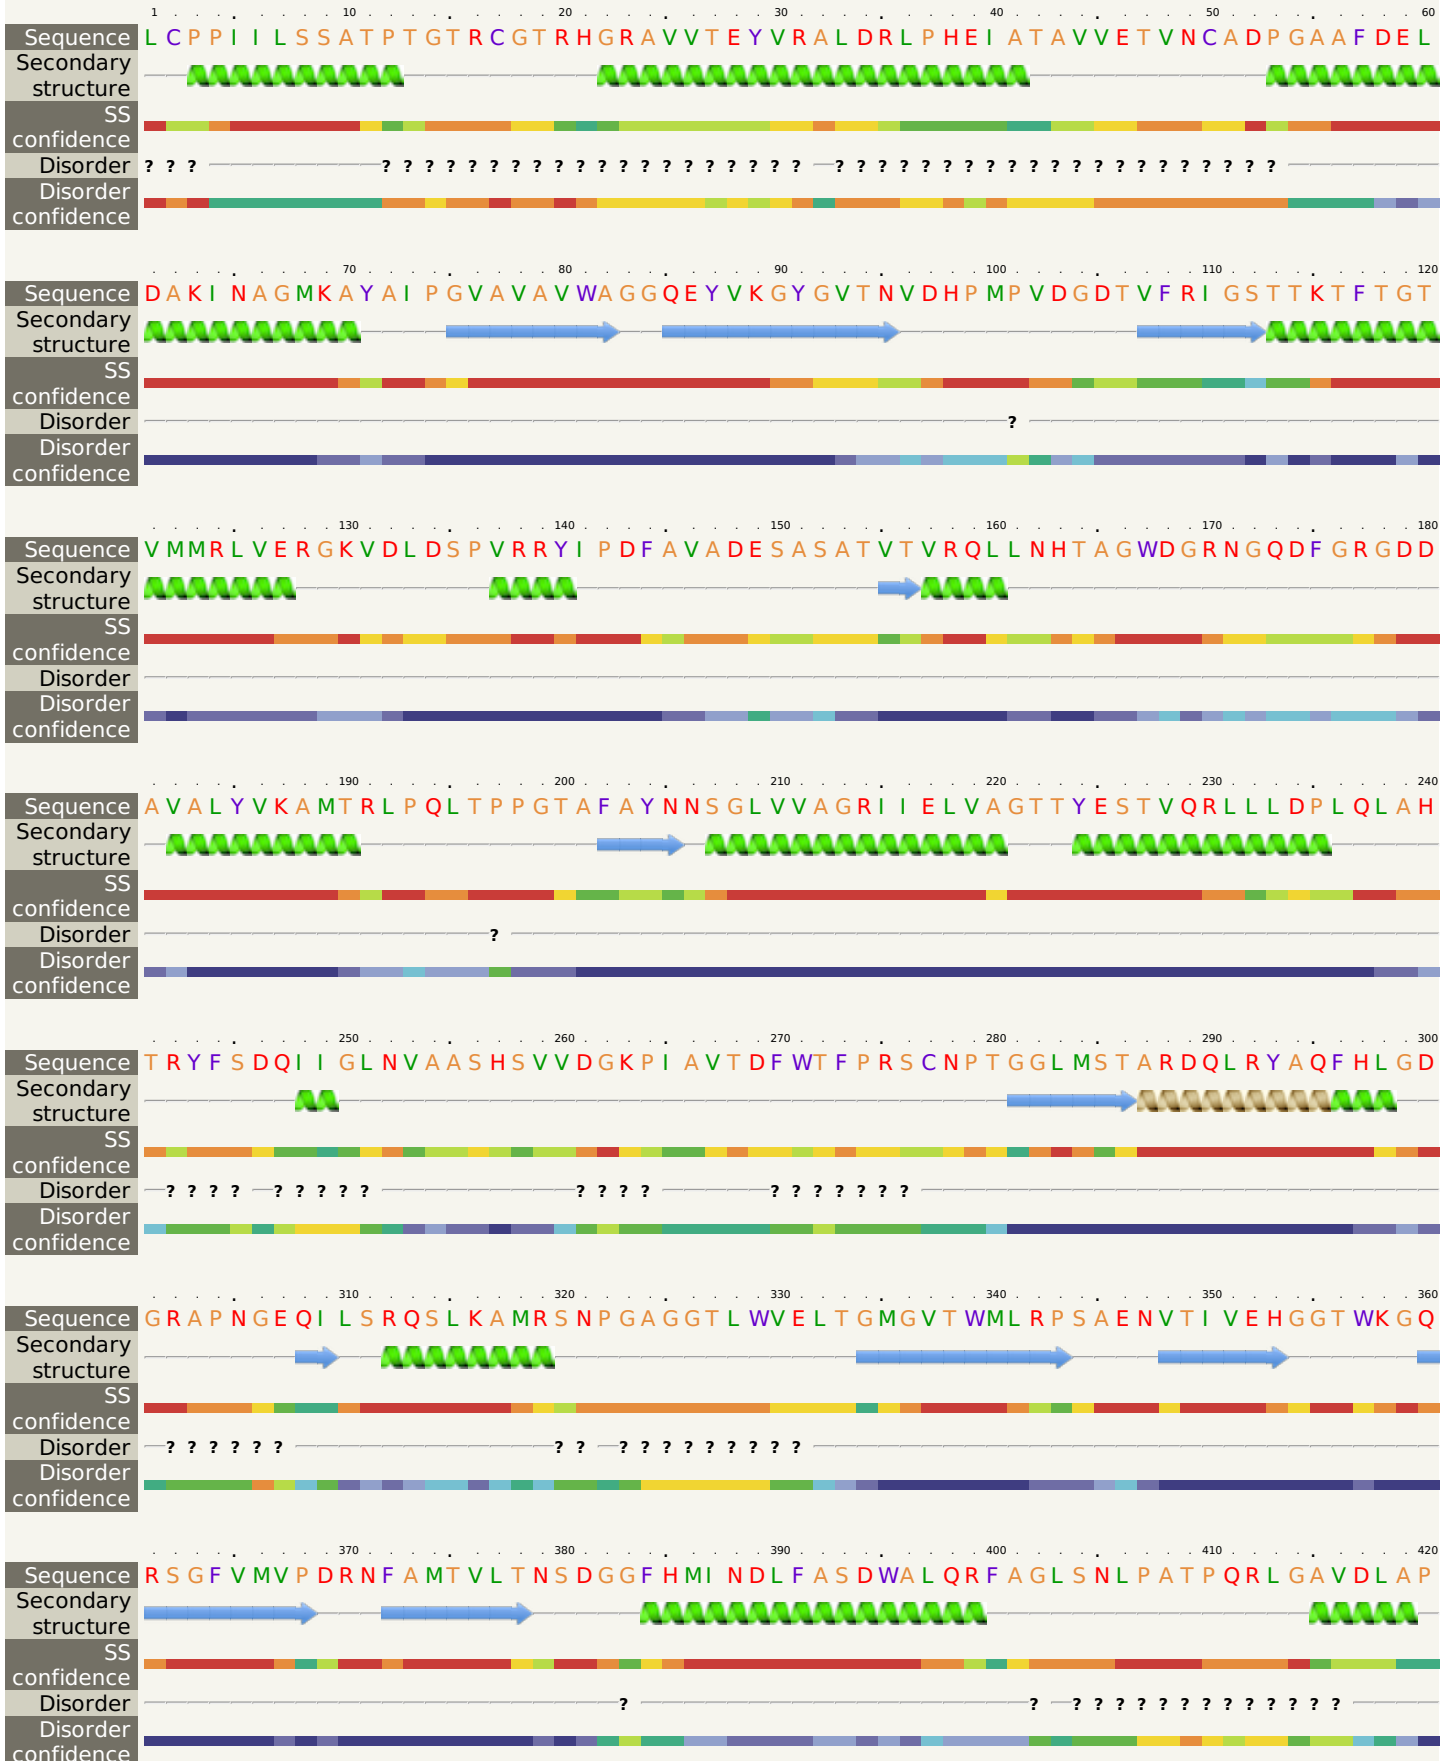 1 10 20 30 40 50 60
Sequence L C P P I I L S S A T P T G T R C G T R H G R A V V T E Y V R A L D R L P H E I A T A V V E T V N C A D P G A A F D E L
Secondary
structure
SS
confidence
Disorder ? ? ? ? ? ? ? ? ? ? ? ? ? ? ? ? ? ? ? ? ? ? ? ? ? ? ? ? ? ? ? ? ? ? ? ? ? ? ? ? ? ? ? ?
Disorder
confidence
70 80 90 100 110 120
Sequence D A K I N A G M K A Y A I P G V A V A V W A G G Q E Y V K G Y G V T N V D H P M P V D G D T V F R I G S T T K T F T G T
Secondary
structure
SS
confidence
Disorder ?
Disorder
confidence
130 140 150 160 170 180
Sequence V M M R L V E R G K V D L D S P V R R Y I P D F A V A D E S A S A T V T V R Q L L N H T A G W D G R N G Q D F G R G D D
Secondary
structure
SS
confidence
Disorder
Disorder
confidence
190 200 210 220 230 240
Sequence A V A L Y V K A M T R L P Q L T P P G T A F A Y N N S G L V V A G R I I E L V A G T T Y E S T V Q R L L L D P L Q L A H
Secondary
structure
SS
confidence
Disorder ?
Disorder
confidence
250 260 270 280 290 300
Sequence T R Y F S D Q I I G L N V A A S H S V V D G K P I A V T D F W T F P R S C N P T G G L M S T A R D Q L R Y A Q F H L G D
Secondary
structure
SS
confidence
Disorder ? ? ? ? ? ? ? ? ? ? ? ? ? ? ? ? ? ? ? ?
Disorder
confidence
310 320 330 340 350 360
Sequence G R A P N G E Q I L S R Q S L K A M R S N P G A G G T L W V E L T G M G V T W M L R P S A E N V T I V E H G G T W K G Q
Secondary
structure
SS
confidence
Disorder ? ? ? ? ? ? ? ? ? ? ? ? ? ? ? ? ?
Disorder
confidence
370 380 390 400 410 420
Sequence R S G F V M V P D R N F A M T V L T N S D G G F H M I N D L F A S D W A L Q R F A G L S N L P A T P Q R L G A V D L A P
Secondary
structure
SS
confidence
Disorder ? ? ? ? ? ? ? ? ? ? ? ? ? ? ?
Disorder
confidence